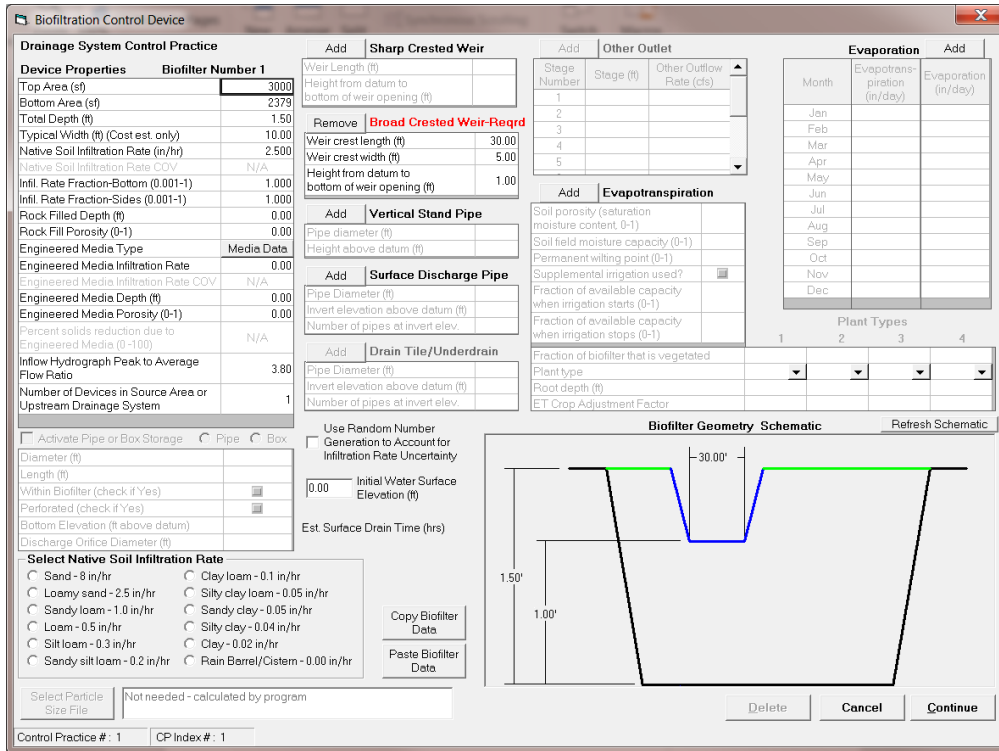 Biofiltration Control Device
Drainage System Control Practice
Device Properties Biofilter Number 1
Top Area (sf) 3000
Bottom Area (sf) 2379
Total Depth (ft) 1.50
Typical Width (ft) (Cost est. only) 10.00
Native Soil Infiltration Rate (in/hr) 2.500
Native Soil Infiltration Rate COV N/A
Infil. Rate Fraction-Bottom (0.001-1) 1.000
Infil. Rate Fraction-Sides (0.001-1) 1.000
Rock Filled Depth (ft) 0.00
Rock Fill Porosity (0-1) 0.00
Engineered Media Type Media Data
Engineered Media Infiltration Rate 0.00
Engineered Media Infiltration Rate COV N/A
Engineered Media Depth (ft) 0.00
Engineered Media Porosity (0-1) 0.00
Percent solids reduction due to
Engineered Media (0 -100) N/A
Inflow Hydrograph Peak to Average
Flow Ratio 3.80
Number of Devices in Source Area or
Upstream Drainage System 1
Activate Pipe or Box Storage Pipe Box
Diameter (ft)
Length (ft)
Within Biofilter (check if Yes)
Perforated (check if Yes)
Bottom Elevation (ft above datum)
Discharge Orifice Diameter (ft)
Select Native Soil Infiltration Rate
Sand - 8 in/hr
Loamy sand - 2.5 in/hr
Sandy loam - 1.0 in/hr
Loam - 0.5 in/hr
Silt loam - 0.3 in/hr
Sandy silt loam - 0.2 in/hr
Clay loam - 0.1 in/hr
Silty clay loam - 0.05 in/hr
Sandy clay - 0.05 in/hr
Silty clay - 0.04 in/hr
Clay - 0.02 in/hr
Rain Barrel/Cistern - 0.00 in/hr
Select Particle
Size File
Not needed - calculated by program
Control Practice # : 1 CP Index # : 1
Add Sharp Crested Weir
Weir Length (ft)
Height from datum to
bottom of weir opening (ft)
Remove Broad Crested Weir-Reqrd
Weir crest length (ft) 30.00
Weir crest width (ft) 5.00
Height from datum to
bottom of weir opening (ft) 1.00
Add Vertical Stand Pipe
Pipe diameter (ft)
Height above datum (ft)
Add Surface Discharge Pipe
Pipe Diameter (ft)
Invert elevation above datum (ft)
Number of pipes at invert elev.
Add Drain Tile/Underdrain
Pipe Diameter (ft)
Invert elevation above datum (ft)
Number of pipes at invert elev.
Use Random Number
Generation to Account for
Infiltration Rate Uncertainty
0.00 Initial Water Surface
Elevation (ft)
Est. Surface Drain Time (hrs)
Copy Biofilter
Data
Paste Biofilter
Data
Add Other Outlet
Stage
Number Stage (ft) Other Outflow
Rate (cfs)
1
2
3
4
5
Add Evapotranspiration
Soil porosity (saturation
moisture content, 0-1)
Soil field moisture capacity (0-1)
Permanent wilting point (0-1)
Supplemental irrigation used?
Fraction of available capacity
when irrigation starts (0-1)
Fraction of available capacity
when irrigation stops (0-1)
Fraction of biofilter that is vegetated
Plant type
Root depth (ft)
ET Crop Adjustment Factor
Evaporation Add
Month Evapotrans-
piration
(in/day) Evaporation
(in/day)
Jan
Feb
Mar
Apr
May
Jun
Jul
Aug
Sep
Oct
Nov
Dec
Plant Types
1 2 3 4
Biofilter Geometry Schematic Refresh Schematic
30.00'
1.50'
1.00'
Delete Cancel Continue